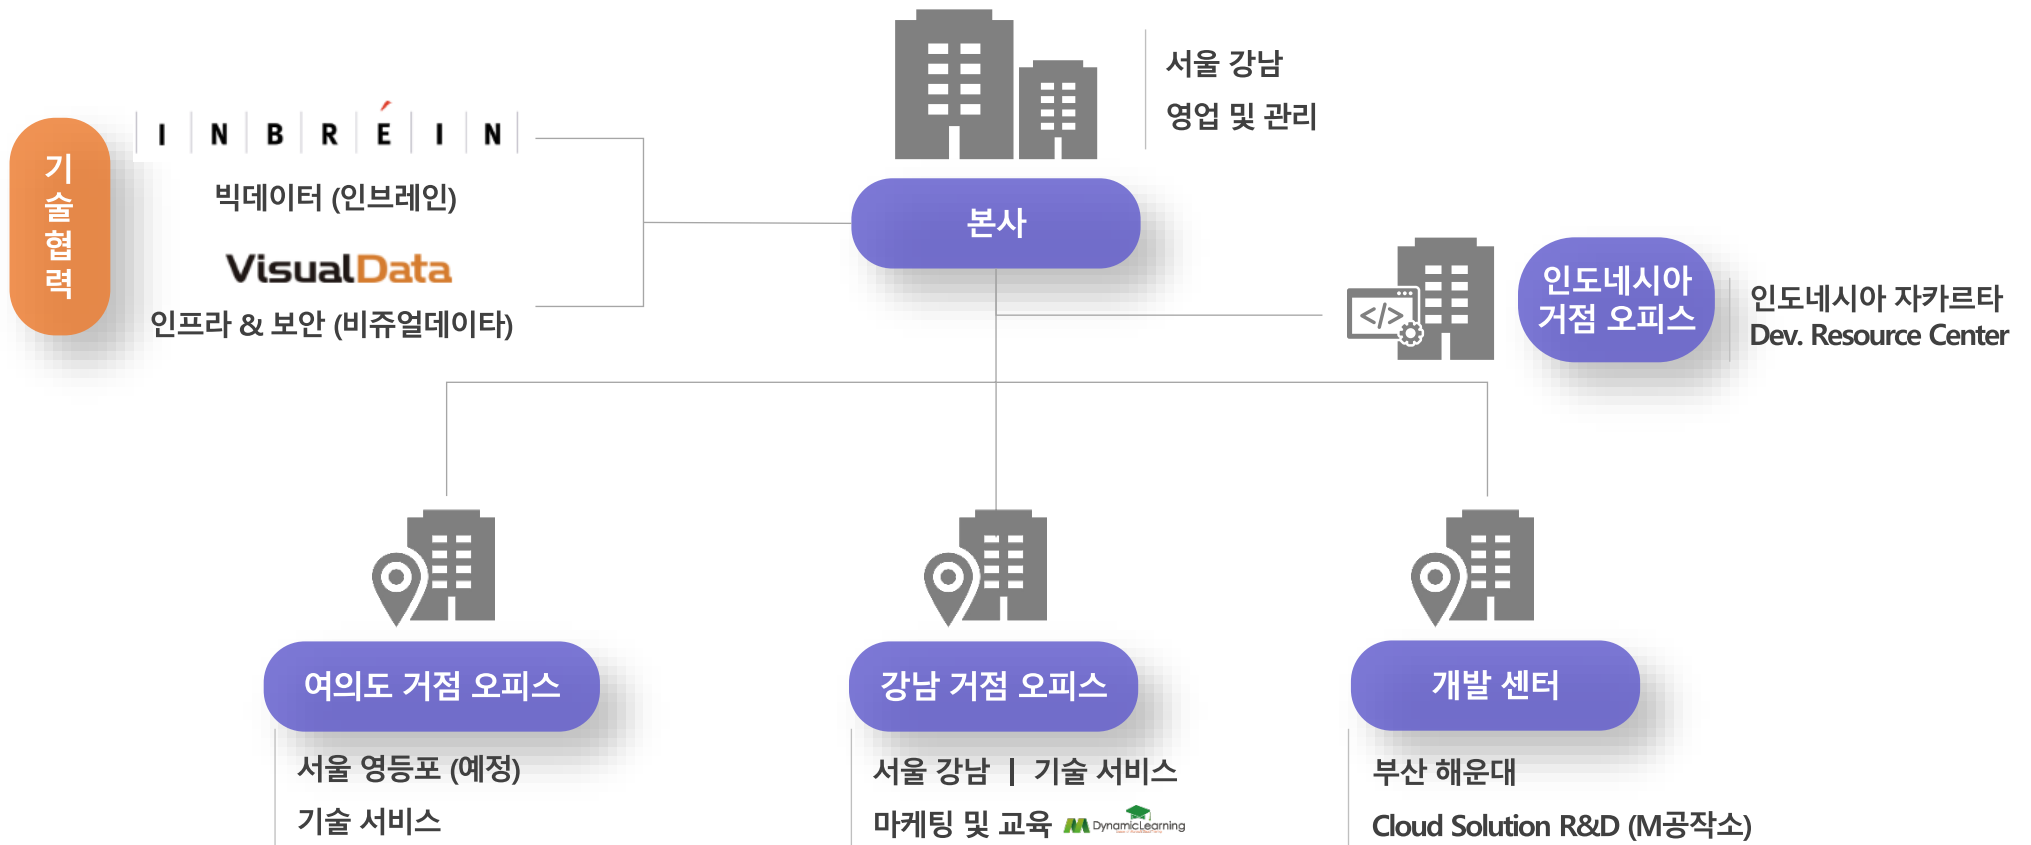 서울 강남
영업 및 관리
본사
기술협력
INBRÉIN
빅데이터 (인브레인)
VisualData
인프라 & 보안 (비쥬얼데이타)
</>
인도네시아
거점 오피스
인도네시아 자카르타
Dev. Resource Center
여의도 거점 오피스
서울 영등포 (예정)
기술 서비스
강남 거점 오피스
서울 강남 | 기술 서비스
마케팅 및 교육 DynamicLearning
개발 센터
부산 해운대
Cloud Solution R&D (M공작소)